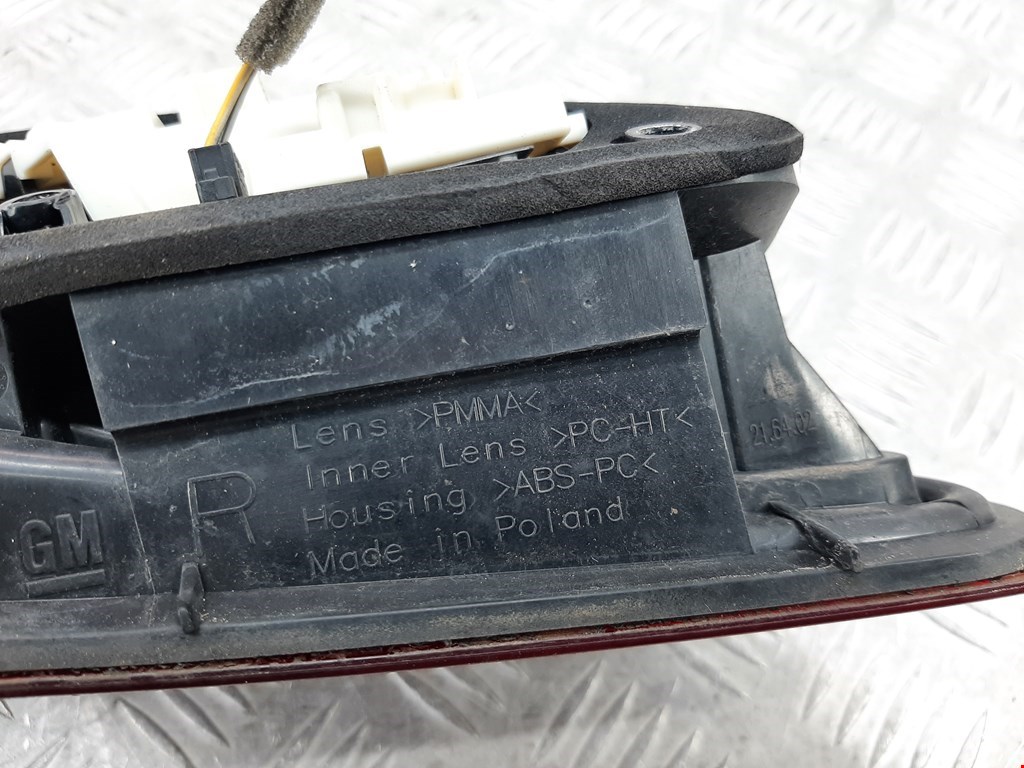 Lens >PMMA<
Inner Lens >PC-HT<
R
Housing >ABS-PC<
Made in Poland
GM
21.64.02